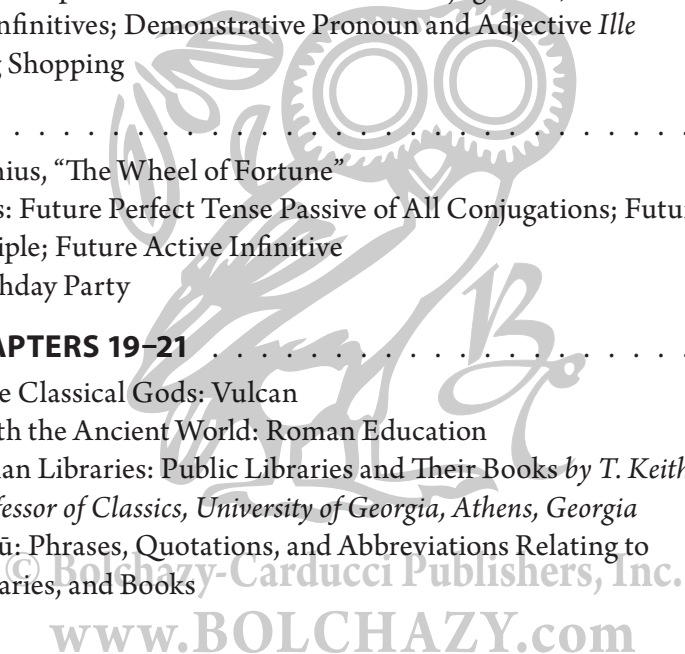 nfinitives; Demonstrative Pronoun and Adjective Ille
Shopping
. . . . . . . . . . . . . . . . . . . . . . . . . . . .
nius, “The Wheel of Fortune”
s: Future Perfect Tense Passive of All Conjugations; Futu
iple; Future Active Infinitive
hday Party
APTERS 19–21 . . . . . . . . . . . . . . . . . . . .
e Classical Gods: Vulcan
th the Ancient World: Roman Education
an Libraries: Public Libraries and Their Books by T. Keith
fessor of Classics, University of Georgia, Athens, Georgia
ū: Phrases, Quotations, and Abbreviations Relating to
© Bolchazy-Carducci Publishers, Inc.
raries, and Books
www.BOLCHAZY.com